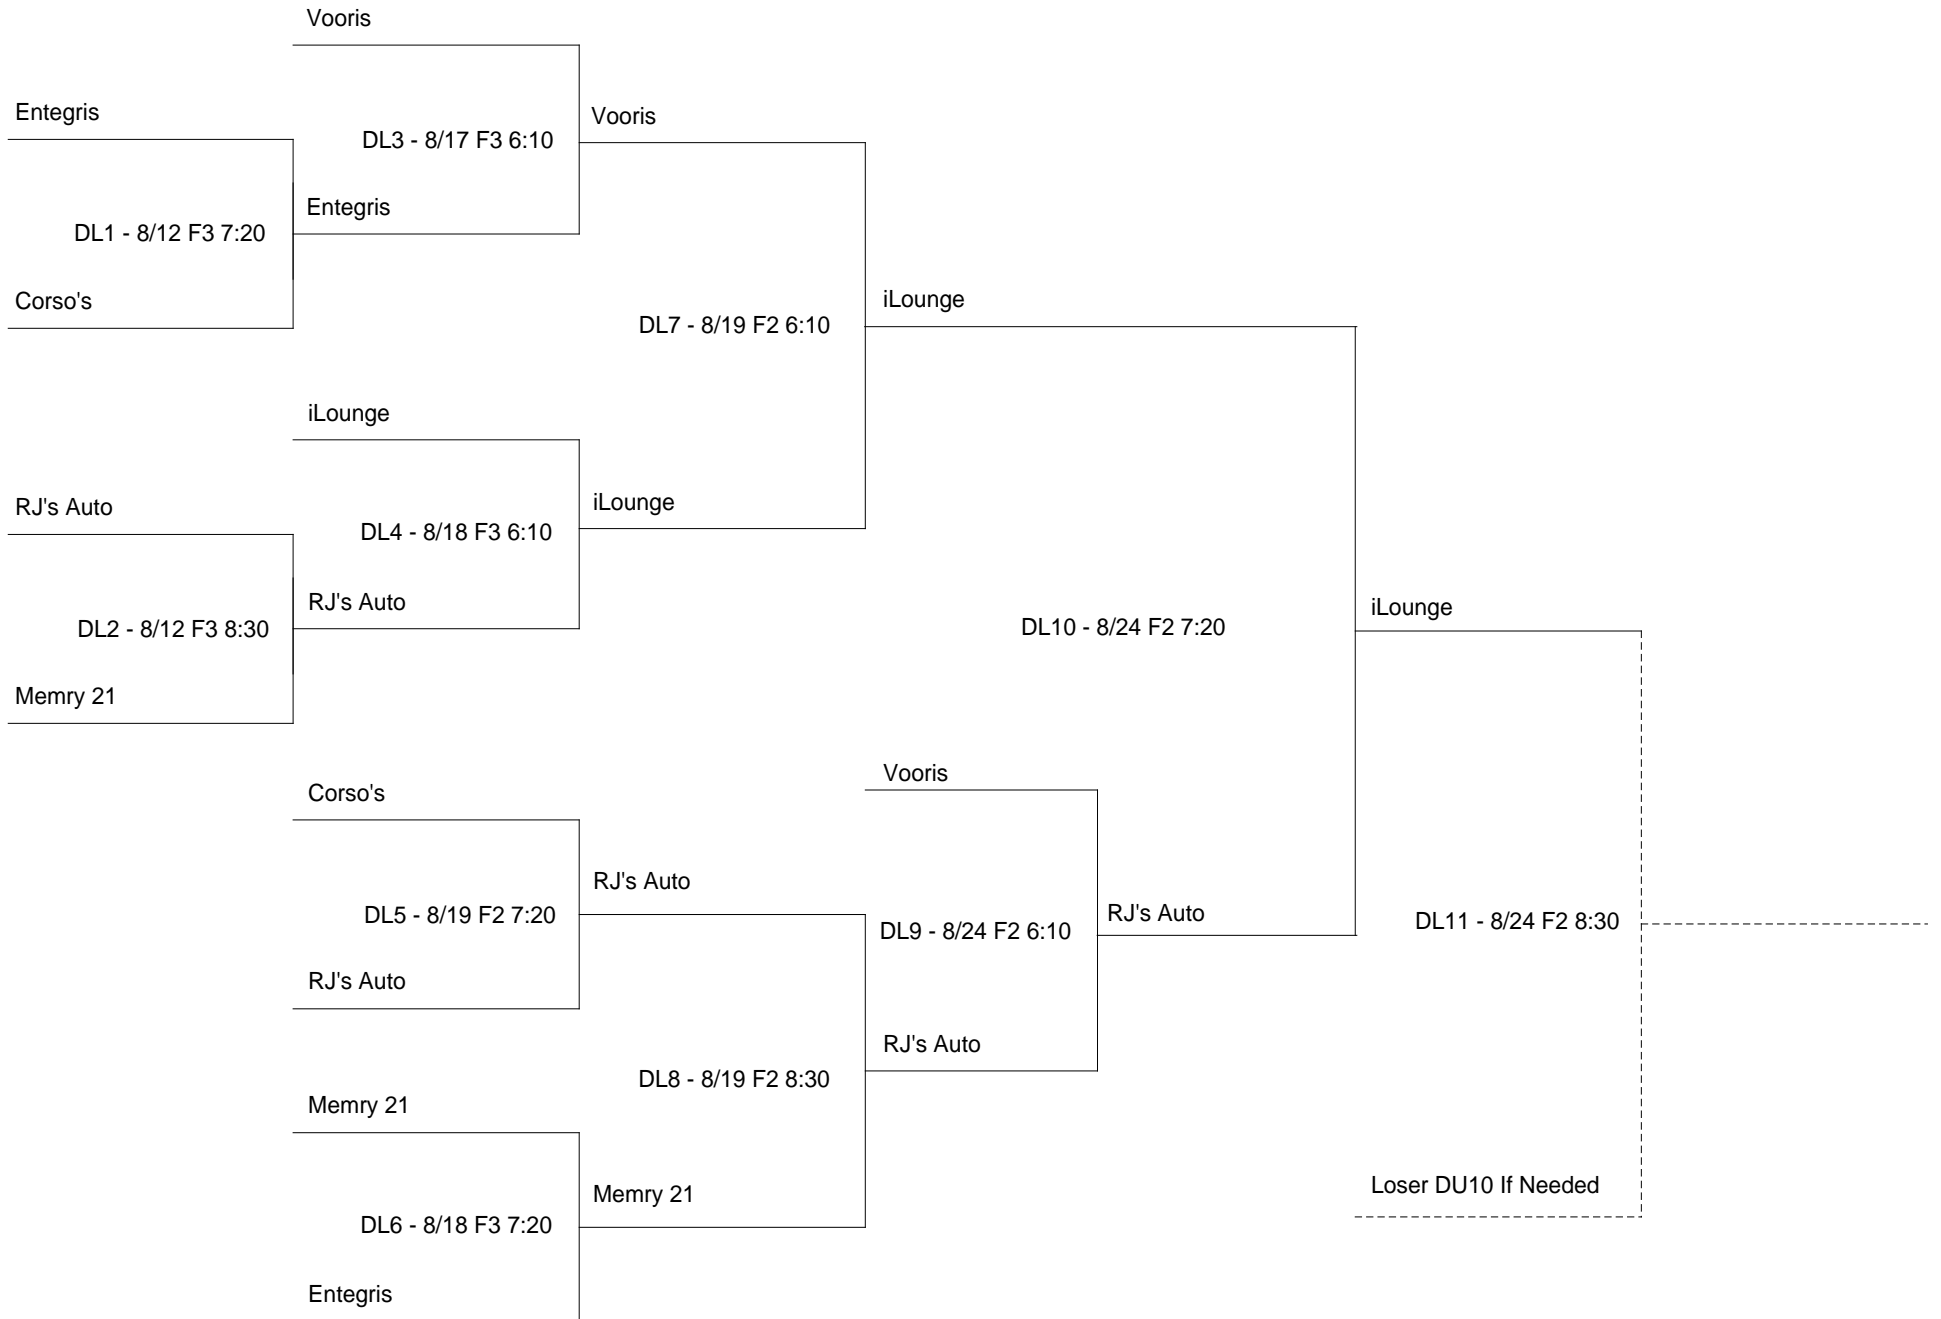 Vooris
Entegris
DL3 - 8/17 F3 6:10
Vooris
Entegris
DL1 - 8/12 F3 7:20
Corso's
iLounge
DL7 - 8/19 F2 6:10
iLounge
RJ's Auto
iLounge
DL4 - 8/18 F3 6:10
RJ's Auto
iLounge
DL2 - 8/12 F3 8:30
DL10 - 8/24 F2 7:20
Memry 21
Vooris
Corso's
RJ's Auto
DL5 - 8/19 F2 7:20
RJ's Auto
DL9 - 8/24 F2 6:10
DL11 - 8/24 F2 8:30
RJ's Auto
RJ's Auto
DL8 - 8/19 F2 8:30
Memry 21
Loser DU10 If Needed
Memry 21
DL6 - 8/18 F3 7:20
Entegris